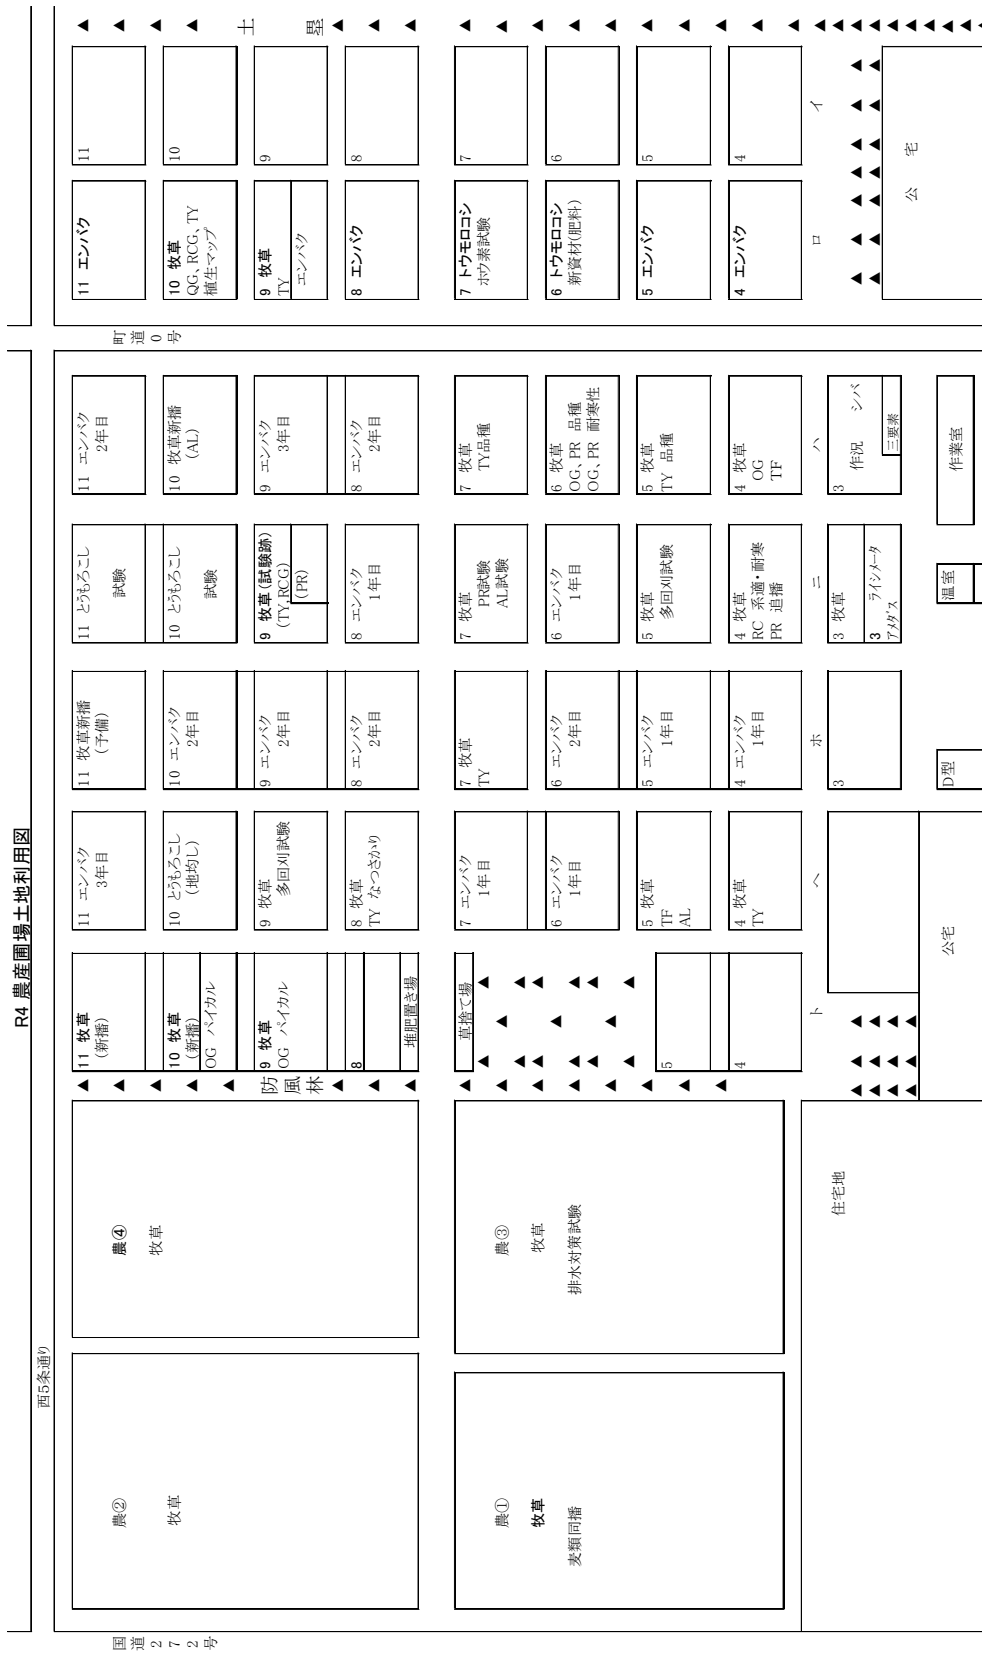 R4 農産圃場土地利用図
西5条通り
国道272号
農②
牧草
農④
牧草
農①
牧草
麦類同播
農③
牧草
排水対策試験
住宅地
防風林
11 牧草
(新播)
10 牧草
(新播)
OG バイカル
9 牧草
OG バイカル
8
堆肥置き場
草捨て場
5
4
ト
公宅
11 エンバク
3年目
10 とうもろこし
(地均し)
9 牧草
多回刈試験
8 牧草
TY なつさかり
7 エンバク
1年目
6 エンバク
1年目
5 牧草
TF
AL
4 牧草
TY
ヘ
11 牧草新播
(予備)
10 エンバク
2年目
9 エンバク
2年目
8 エンバク
2年目
7 牧草
TY
6 エンバク
2年目
5 エンバク
1年目
4 エンバク
1年目
ホ
3
D型
11 とうもろこし
試験
10 とうもろこし
試験
9 牧草(試験跡)
(TY,RCG)
(PR)
8 エンバク
1年目
7 牧草
PR試験
AL試験
6 エンバク
1年目
5 牧草
多回刈試験
4 牧草
RC 系適・耐寒
PR 追播
ニ
3 牧草
3 ライシメータ
アメダス
温室
11 エンバク
2年目
10 牧草新播
(AL)
9 エンバク
3年目
8 エンバク
2年目
7 牧草
TY品種
6 牧草
OG、PR 品種
OG、PR 耐寒性
5 牧草
TY 品種
4 牧草
OG
TF
ハ
3
作況 シバ
三要素
作業室
町道0号
11 エンバク
10 牧草
QG、RCG、TY
植生マップ
9 牧草
TY
エンバク
8 エンバク
7 トウモロコシ
ホウ素試験
6 トウモロコシ
新資材(肥料)
5 エンバク
4 エンバク
ロ
11
10
9
8
7
6
5
4
イ
公宅
土塁